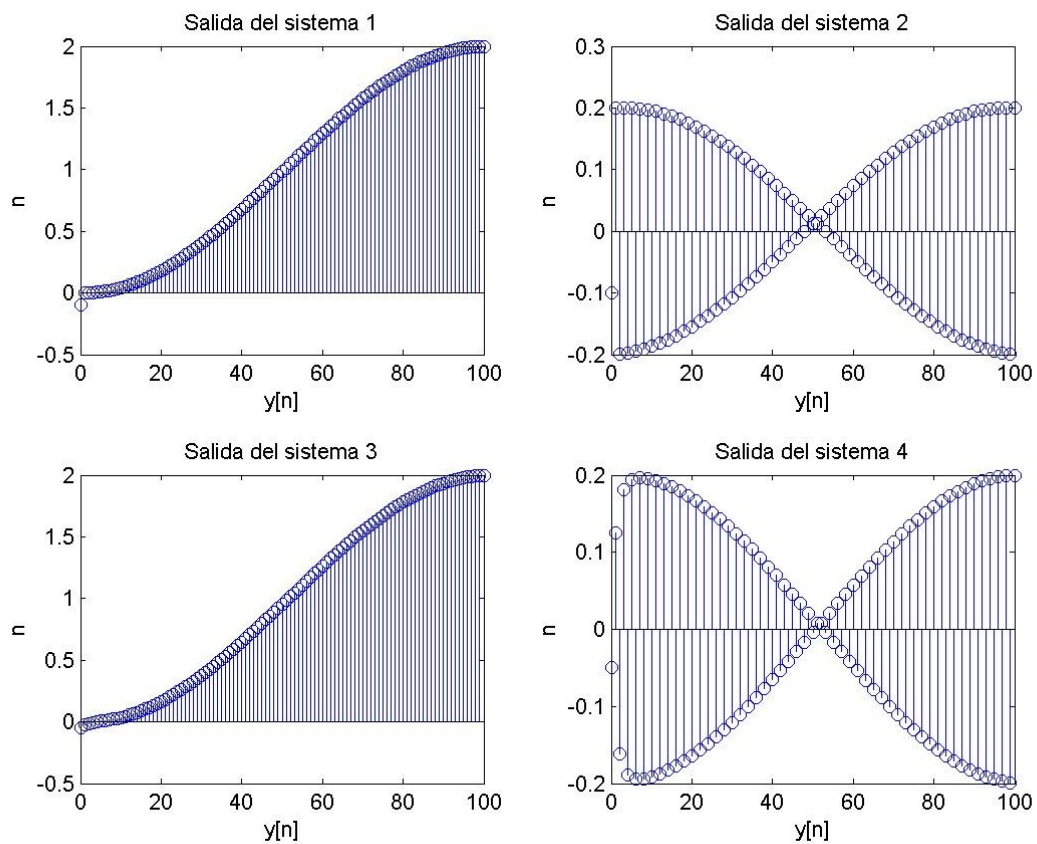 Salida del sistema 1
2
1.5
1
0.5
0
-0.5
n
0 20 40 60 80 100
y[n]
Salida del sistema 2
0.3
0.2
0.1
0
-0.1
-0.2
n
0 20 40 60 80 100
y[n]
Salida del sistema 3
2
1.5
1
0.5
0
-0.5
n
0 20 40 60 80 100
y[n]
Salida del sistema 4
0.2
0.1
0
-0.1
-0.2
n
0 20 40 60 80 100
y[n]